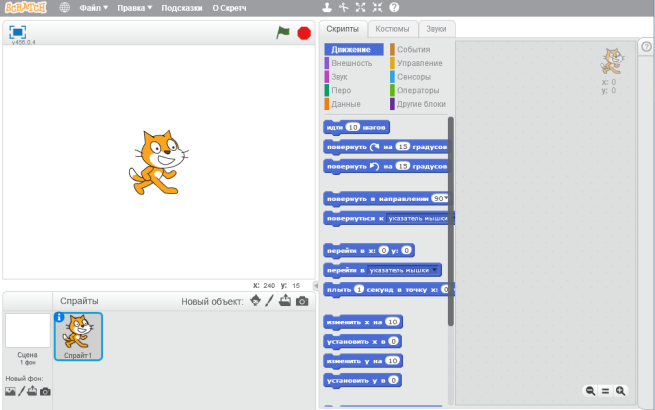 SCRATCH Файл Правка Подсказки О Скретч
v458.0.4
Скрипты Костюмы Звуки
Движение События
Внешность Управление
Звук Сенсоры
Перо Операторы
Данные Другие блоки
x: 0
y: 0
идти 10 шагов
повернуть на 15 градусов
повернуть на 15 градусов
повернуть в направлении 90
повернуться к указатель мышки
перейти в x: 0 y: 0
перейти в указатель мышки
плыть 1 секунд в точку x: 0
изменить x на 10
установить x в 0
изменить y на 10
установить y в 0
x: 240 y: 15
Спрайты Новый объект:
Спрайт1
Сцена
1 фон
Новый фон: